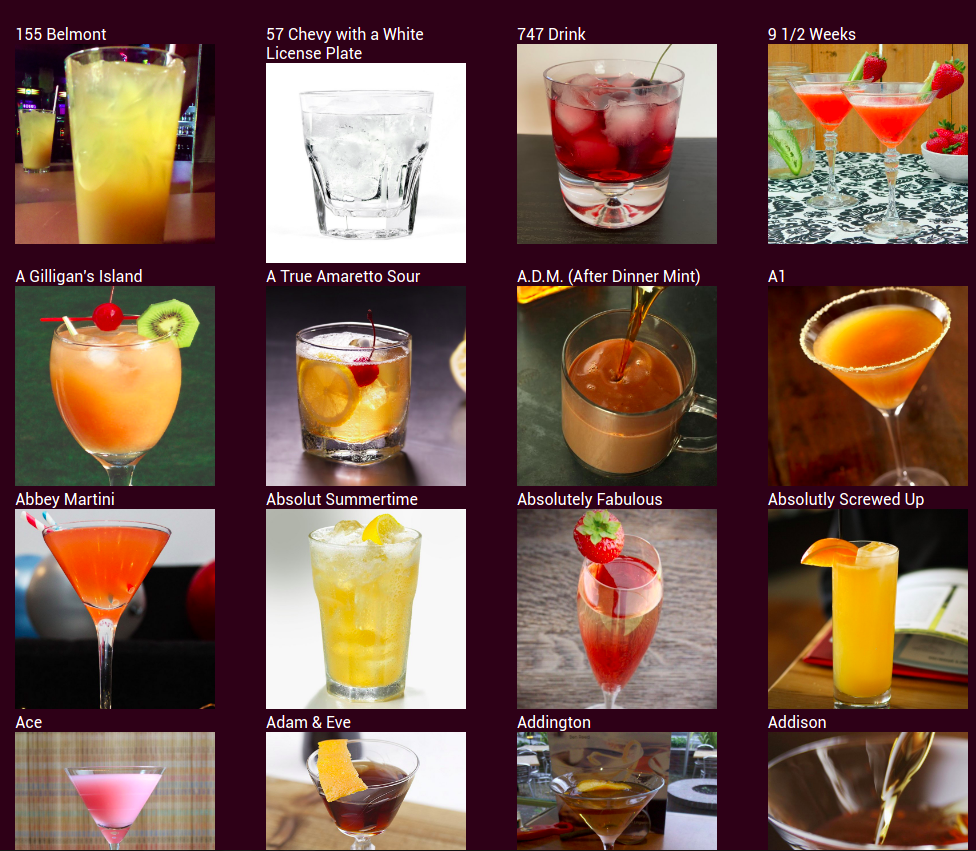 155 Belmont
57 Chevy with a White
License Plate
747 Drink
9 1/2 Weeks
A Gilligan's Island
A True Amaretto Sour
A.D.M. (After Dinner Mint)
A1
Abbey Martini
Absolut Summertime
Absolutely Fabulous
Absolutly Screwed Up
Ace
Adam & Eve
Addington
Addison